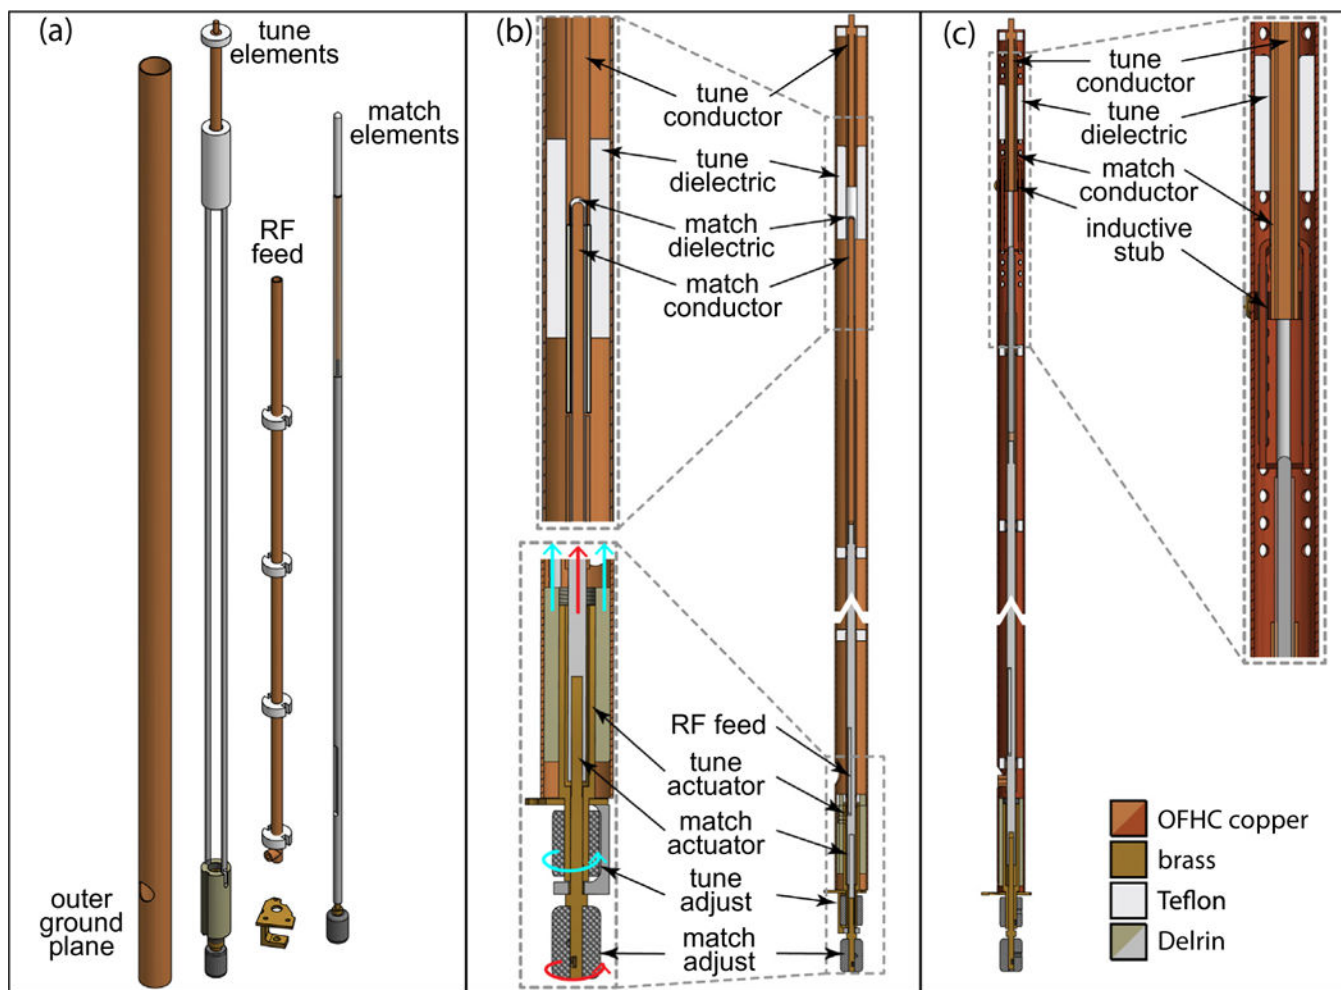 (a)
tune
elements
match
elements
RF
feed
outer
ground
plane
(b)
tune
conductor
tune
dielectric
match
dielectric
match
conductor
RF feed
tune
actuator
match
actuator
tune
adjust
match
adjust
(c)
tune
conductor
tune
dielectric
match
conductor
inductive
stub
OFHC copper
brass
Teflon
Delrin